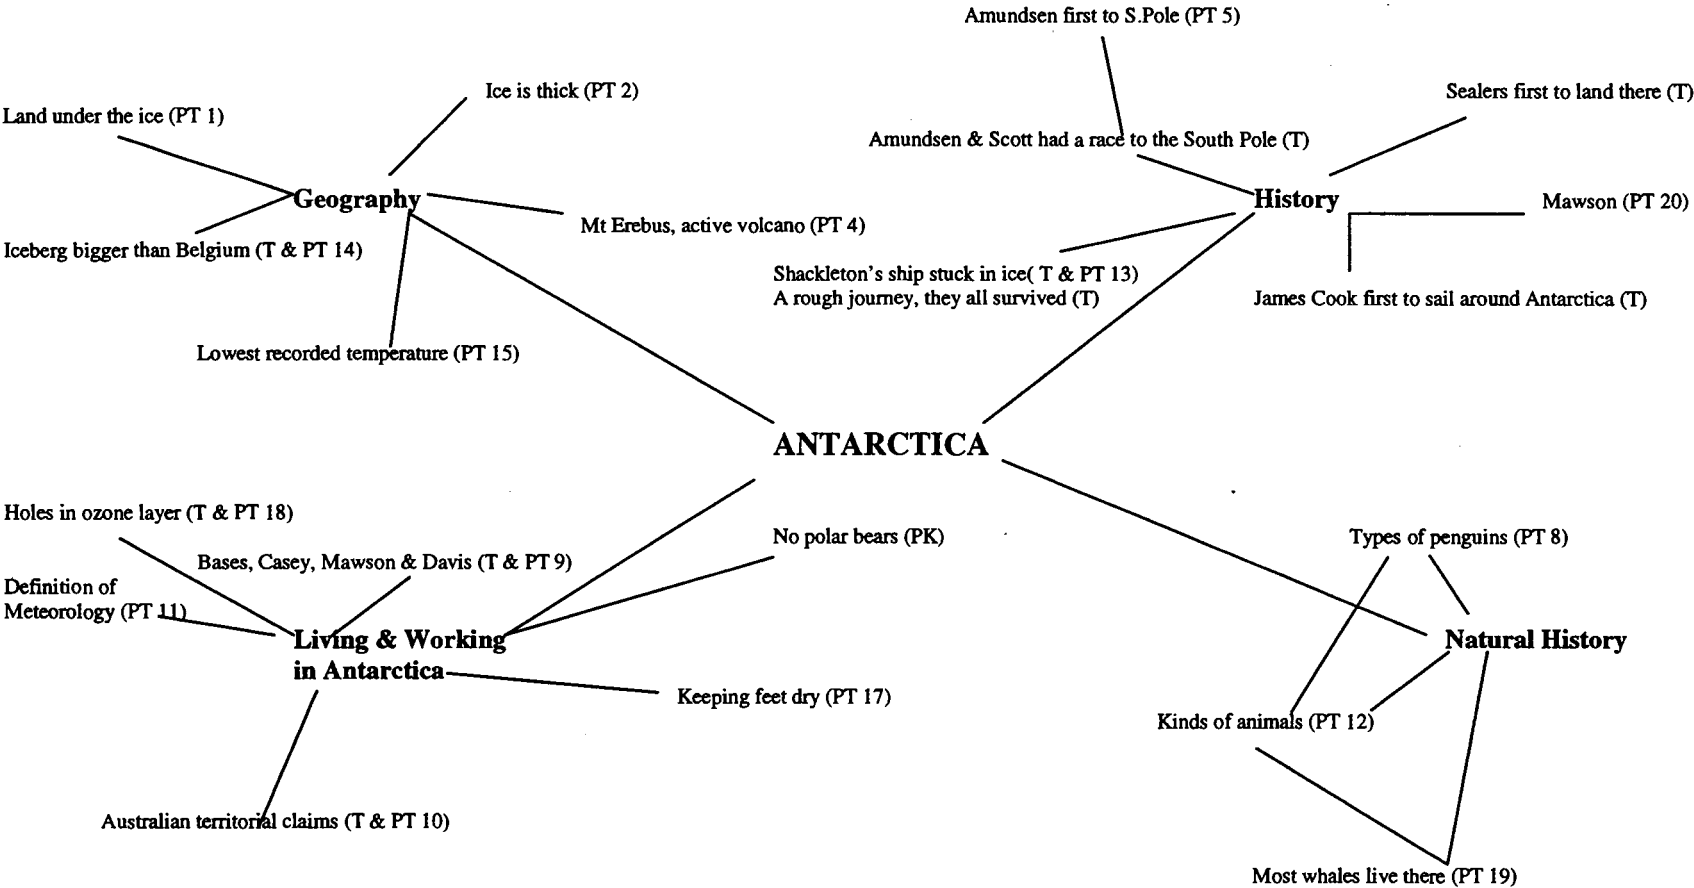 Amundsen first to S.Pole (PT 5)
Ice is thick (PT 2)
Sealers first to land there (T)
Land under the ice (PT 1)
Amundsen & Scott had a race to the South Pole (T)
Geography
History
Mawson (PT 20)
Mt Erebus, active volcano (PT 4)
Iceberg bigger than Belgium (T & PT 14)
Shackleton's ship stuck in ice( T & PT 13)
A rough journey, they all survived (T)
James Cook first to sail around Antarctica (T)
Lowest recorded temperature (PT 15)
ANTARCTICA
Holes in ozone layer (T & PT 18)
No polar bears (PK)
Types of penguins (PT 8)
Bases, Casey, Mawson & Davis (T & PT 9)
Definition of
Meteorology (PT 11)
Living & Working
in Antarctica
Natural History
Keeping feet dry (PT 17)
Kinds of animals (PT 12)
Australian territorial claims (T & PT 10)
Most whales live there (PT 19)